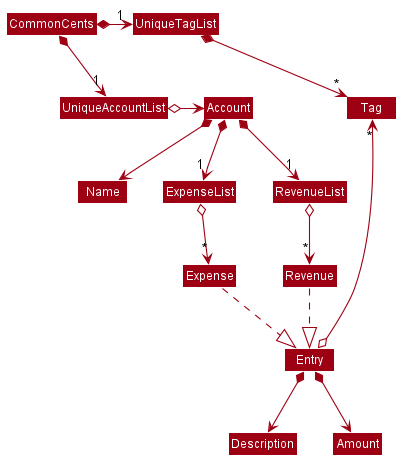 CommonCents
1
UniqueTagList
1
*
UniqueAccountList
Account
Tag
*
1
1
Name
ExpenseList
RevenueList
*
*
Expense
Revenue
Entry
Description
Amount